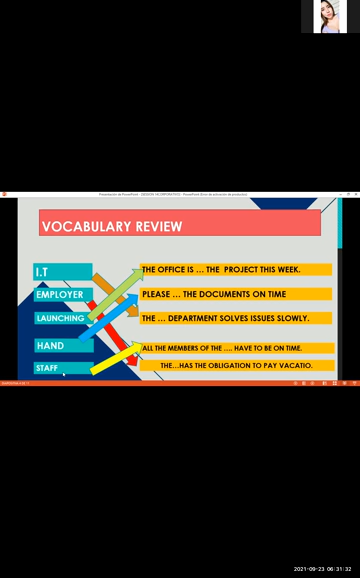 VOCABULARY REVIEW
I.T
THE OFFICE IS ... THE PROJECT THIS WEEK.
EMPLOYER
PLEASE ... THE DOCUMENTS ON TIME
LAUNCHING
THE ... DEPARTMENT SOLVES ISSUES SLOWLY.
HAND
ALL THE MEMBERS OF THE .... HAVE TO BE ON TIME.
STAFF
THE...HAS THE OBLIGATION TO PAY VACATIO.
2021-09-23 06:31:32